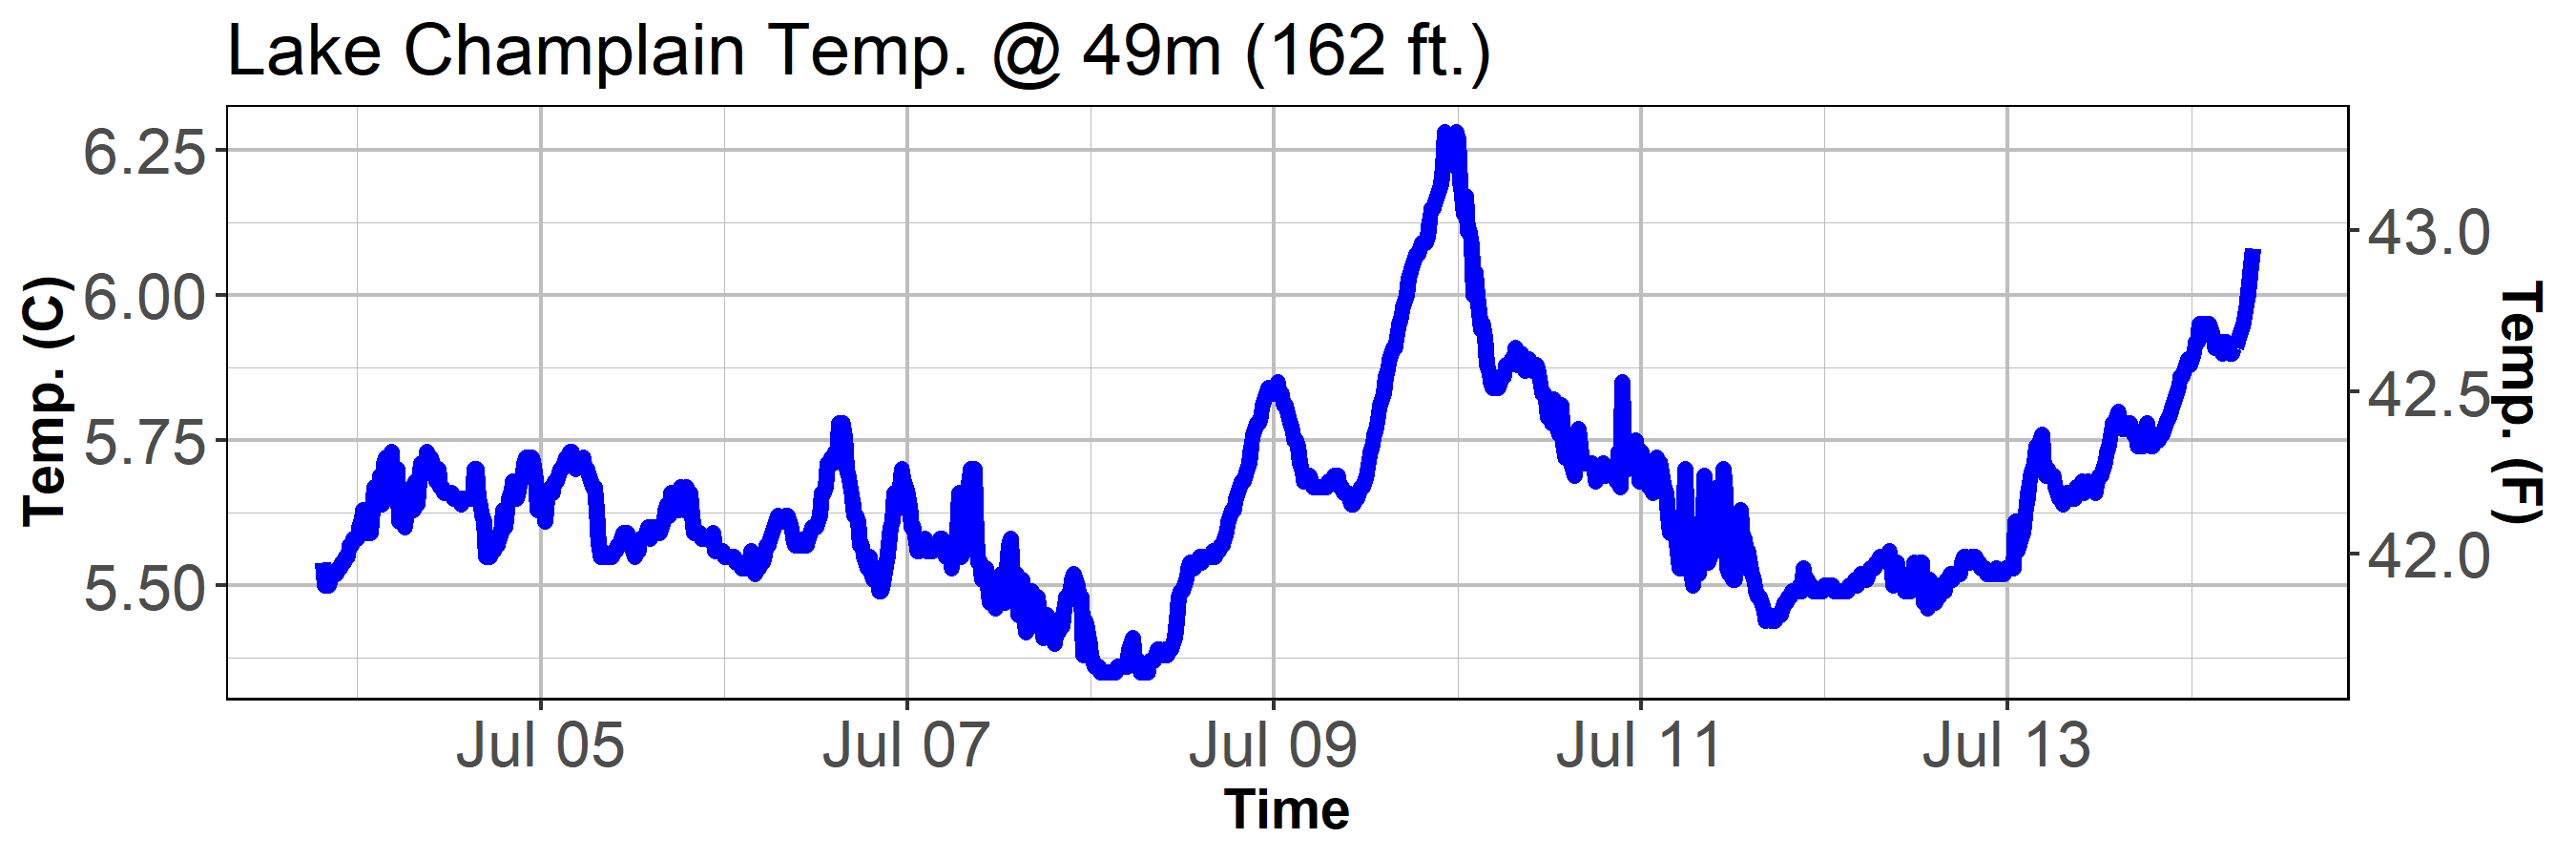 Lake Champlain Temp. @ 49m (162 ft.)
Temp. (C)
6.25
6.00
5.75
5.50
43.0
42.5
42.0
Temp. (F)
Jul 05 Jul 07 Jul 09 Jul 11 Jul 13
Time